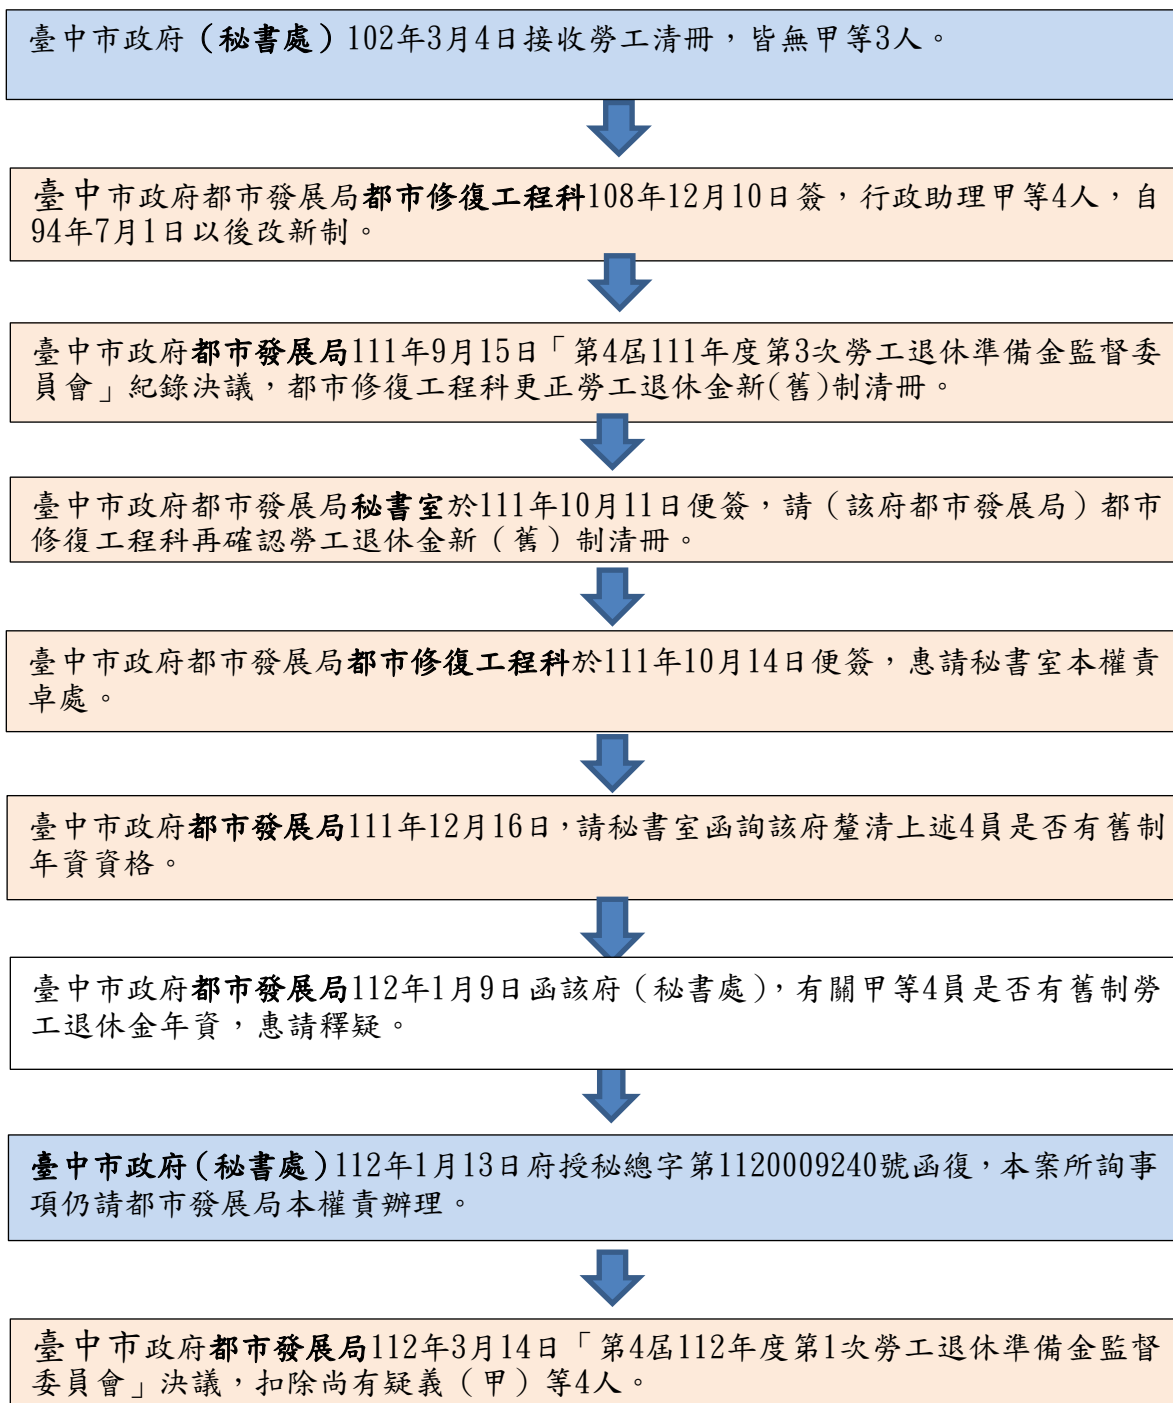 臺中市政府（秘書處）102年3月4日接收勞工清冊，皆無甲等3人。
臺中市政府都市發展局都市修復工程科108年12月10日簽，行政助理甲等4人，自
94年7月1日以後改新制。
臺中市政府都市發展局111年9月15日「第4屆111年度第3次勞工退休準備金監督委
員會」紀錄決議，都市修復工程科更正勞工退休金新(舊)制清冊。
臺中市政府都市發展局秘書室於111年10月11日便簽，請（該府都市發展局）都市
修復工程科再確認勞工退休金新（舊）制清冊。
臺中市政府都市發展局都市修復工程科於111年10月14日便簽，惠請秘書室本權責
卓處。
臺中市政府都市發展局111年12月16日，請秘書室函詢該府釐清上述4員是否有舊制
年資資格。
臺中市政府都市發展局112年1月9日函該府（秘書處），有關甲等4員是否有舊制勞
工退休金年資，惠請釋疑。
臺中市政府（秘書處）112年1月13日府授秘總字第1120009240號函復，本案所詢事
項仍請都市發展局本權責辦理。
臺中市政府都市發展局112年3月14日「第4屆112年度第1次勞工退休準備金監督
委員會」決議，扣除尚有疑義（甲）等4人。